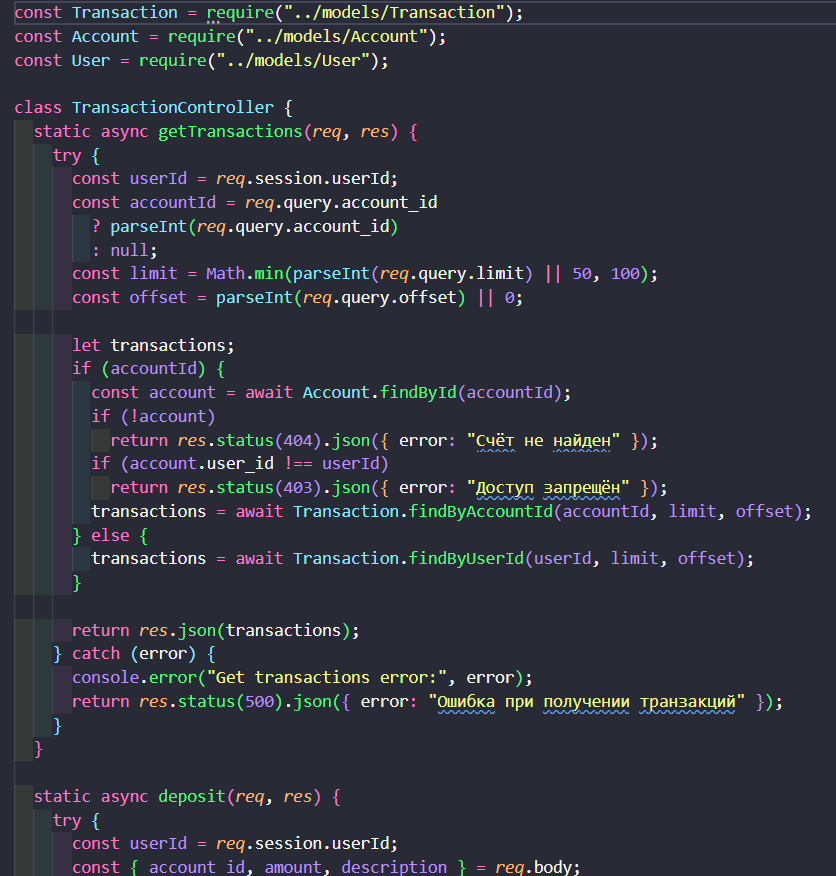 const Transaction = require("../models/Transaction");
const Account = require("../models/Account");
const User = require("../models/User");
class TransactionController {
static async getTransactions(req, res) {
try {
const userId = req.session.userId;
const accountId = req.query.account_id
? parseInt(req.query.account_id)
: null;
const limit = Math.min(parseInt(req.query.limit) || 50, 100);
const offset = parseInt(req.query.offset) || 0;
let transactions;
if (accountId) {
const account = await Account.findById(accountId);
if (!account)
return res.status(404).json({ error: "Счёт не найден" });
if (account.user_id !== userId)
return res.status(403).json({ error: "Доступ запрещён" });
transactions = await Transaction.findByAccountId(accountId, limit, offset);
} else {
transactions = await Transaction.findByUserId(userId, limit, offset);
}
return res.json(transactions);
} catch (error) {
console.error("Get transactions error:", error);
return res.status(500).json({ error: "Ошибка при получении транзакций" });
}
}
static async deposit(req, res) {
try {
const userId = req.session.userId;
const { account_id, amount, description } = req.body;